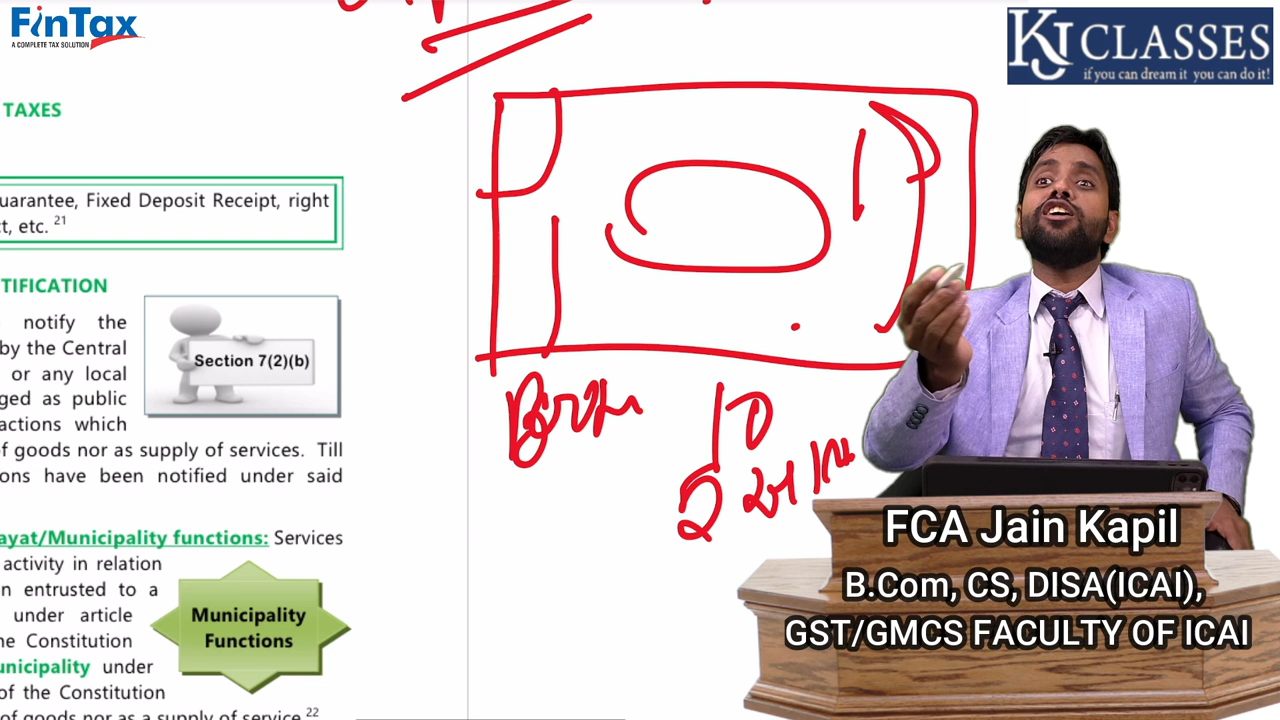 FinTax
A COMPLETE TAX SOLUTION
KJ CLASSES
if you can dream it you can do it!
TAXES
uarantee, Fixed Deposit Receipt, right
ct, etc. 21
TIFICATION
notify the
by the Central
or any local
ged as public
actions which
of goods nor as supply of services. Till
ons have been notified under said
Section 7(2)(b)
ayat/Municipality functions: Services
activity in relation
n entrusted to a
under article
he Constitution
unicipality under
of the Constitution
of goods nor as a supply of service.22
Municipality
Functions
10
2
FCA Jain Kapil
B.Com, CS, DISA(ICAI),
GST/GMCS FACULTY OF ICAI